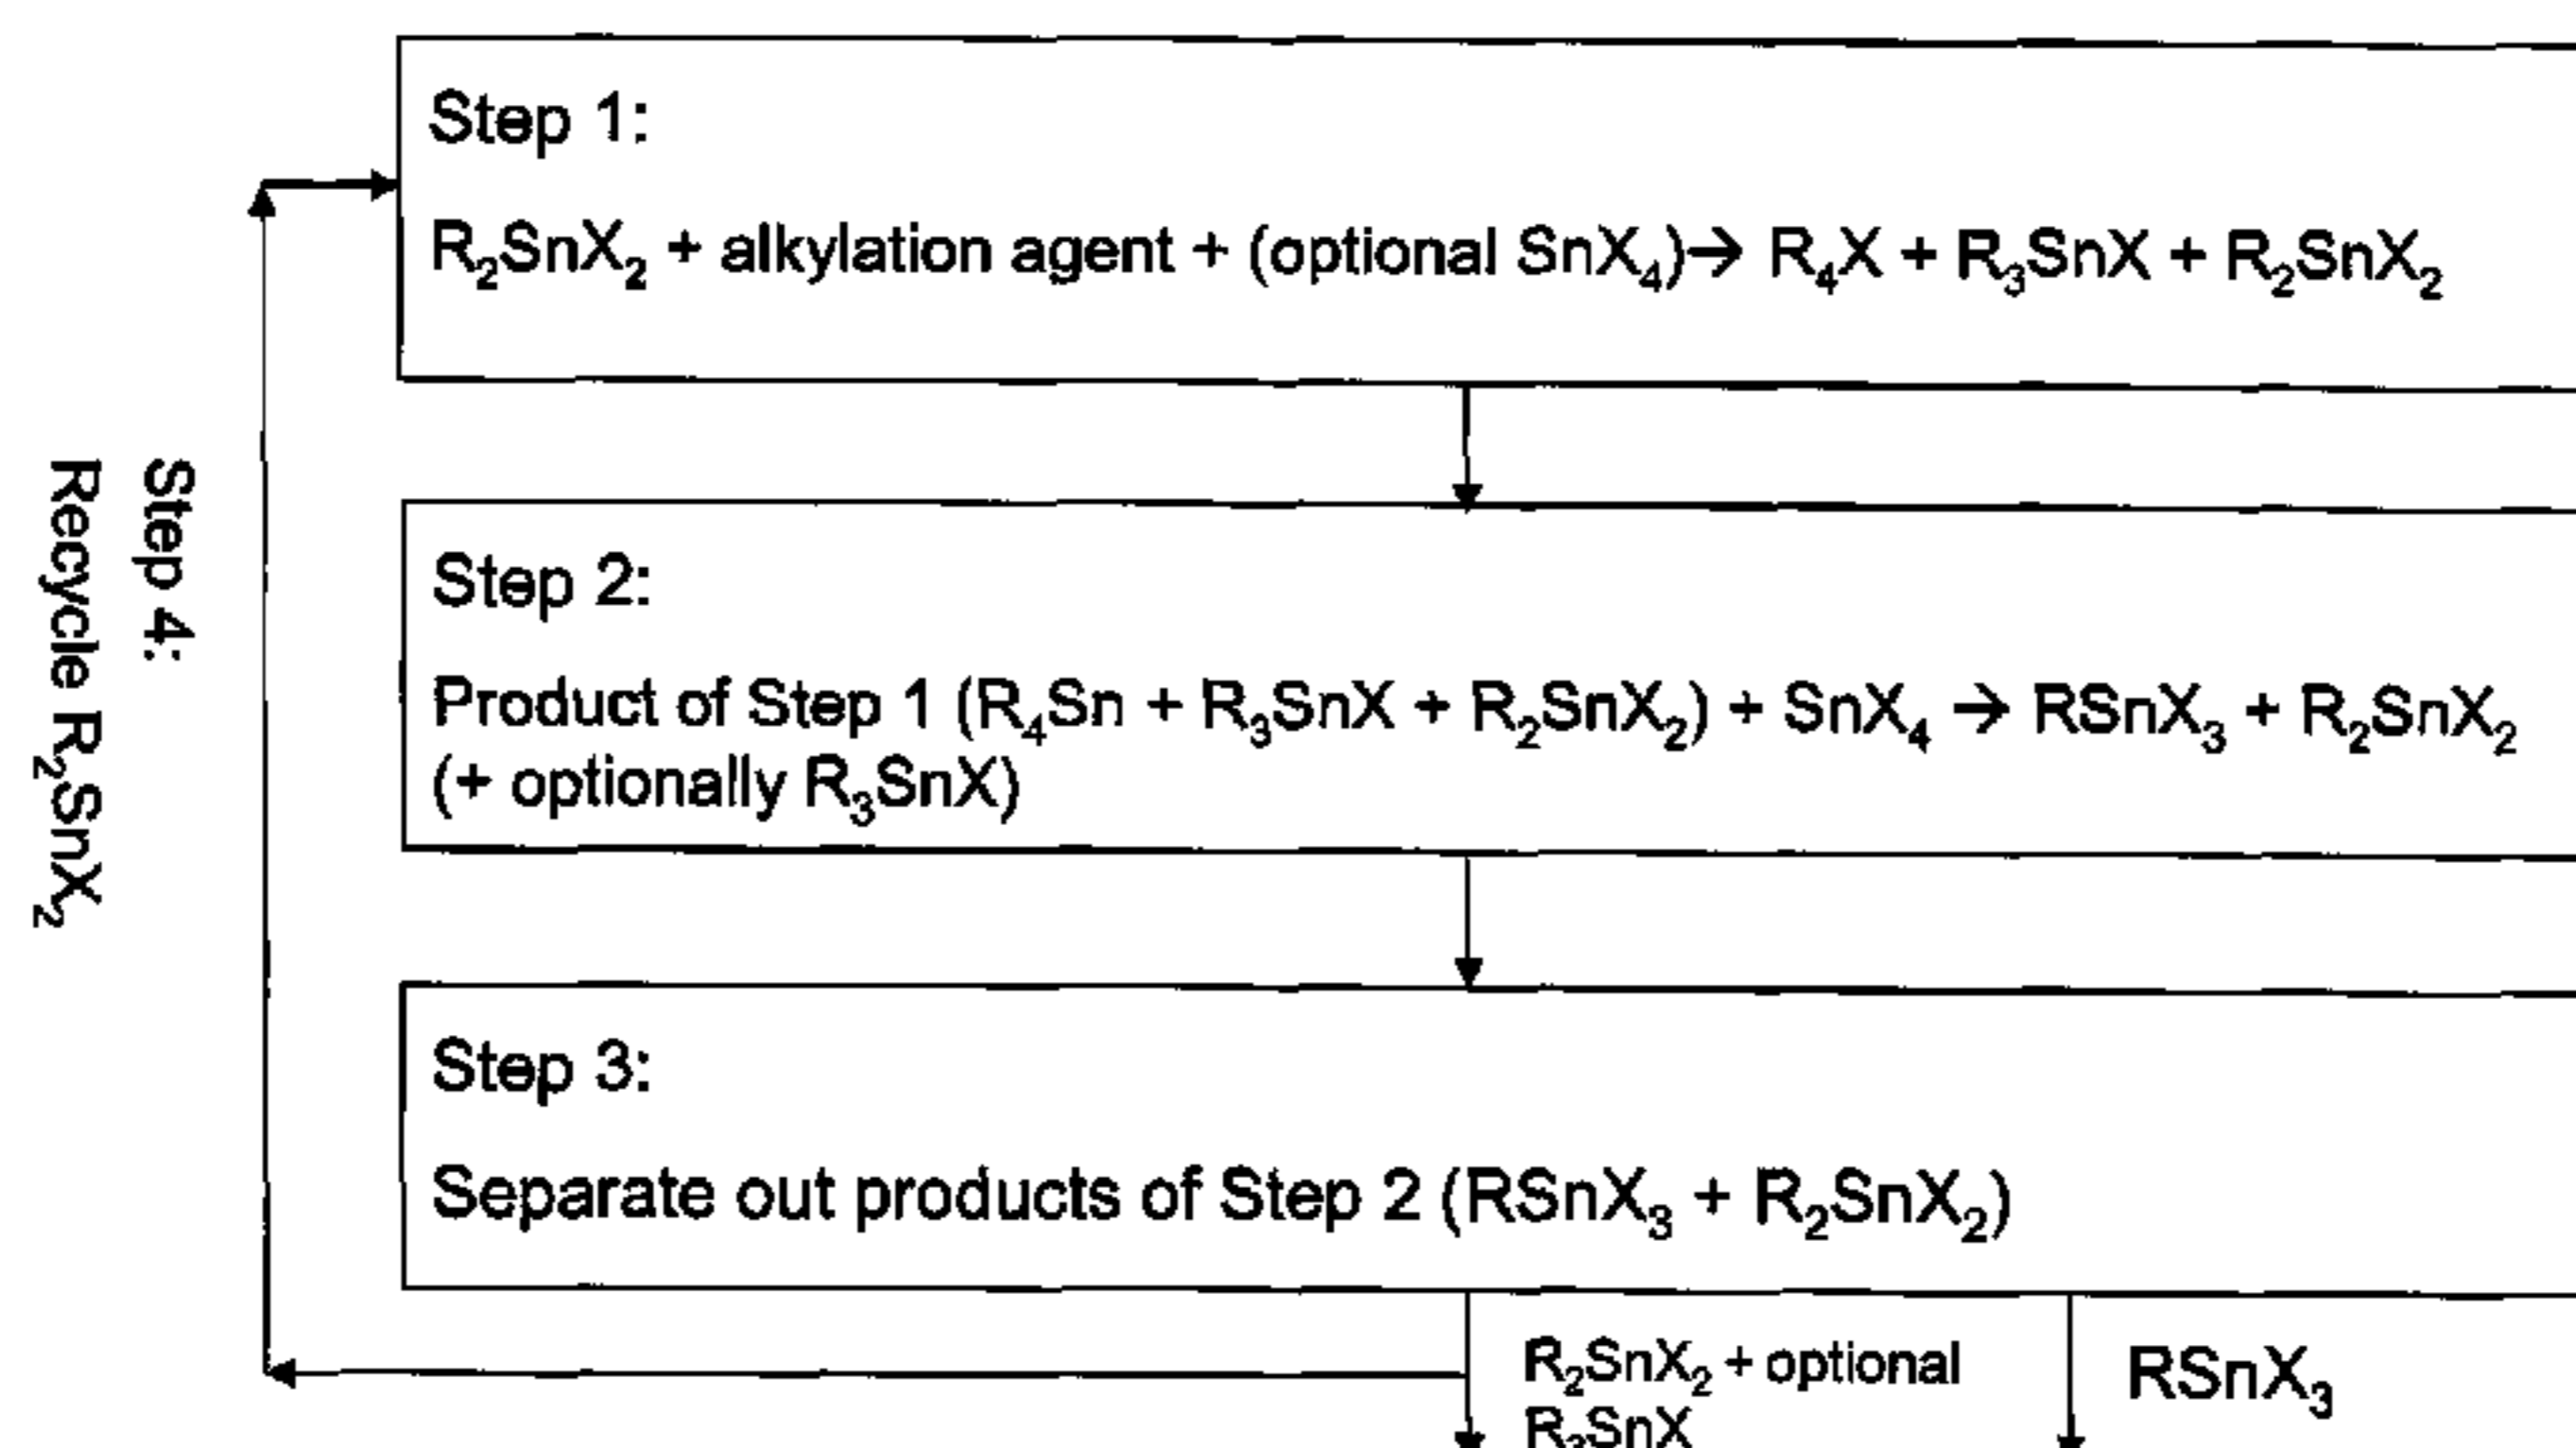 Step 1:
R₂SnX₂ + alkylation agent + (optional SnX₄)→ R₄X + R₃SnX + R₂SnX₂
Step 2:
Product of Step 1 (R₄Sn + R₃SnX + R₂SnX₂) + SnX₄ → RSnX₃ + R₂SnX₂
(+ optionally R₃SnX)
Step 3:
Separate out products of Step 2 (RSnX₃ + R₂SnX₂)
Step 4:
Recycle R₂SnX₂
R₂SnX₂ + optional
R₃SnX
RSnX₃